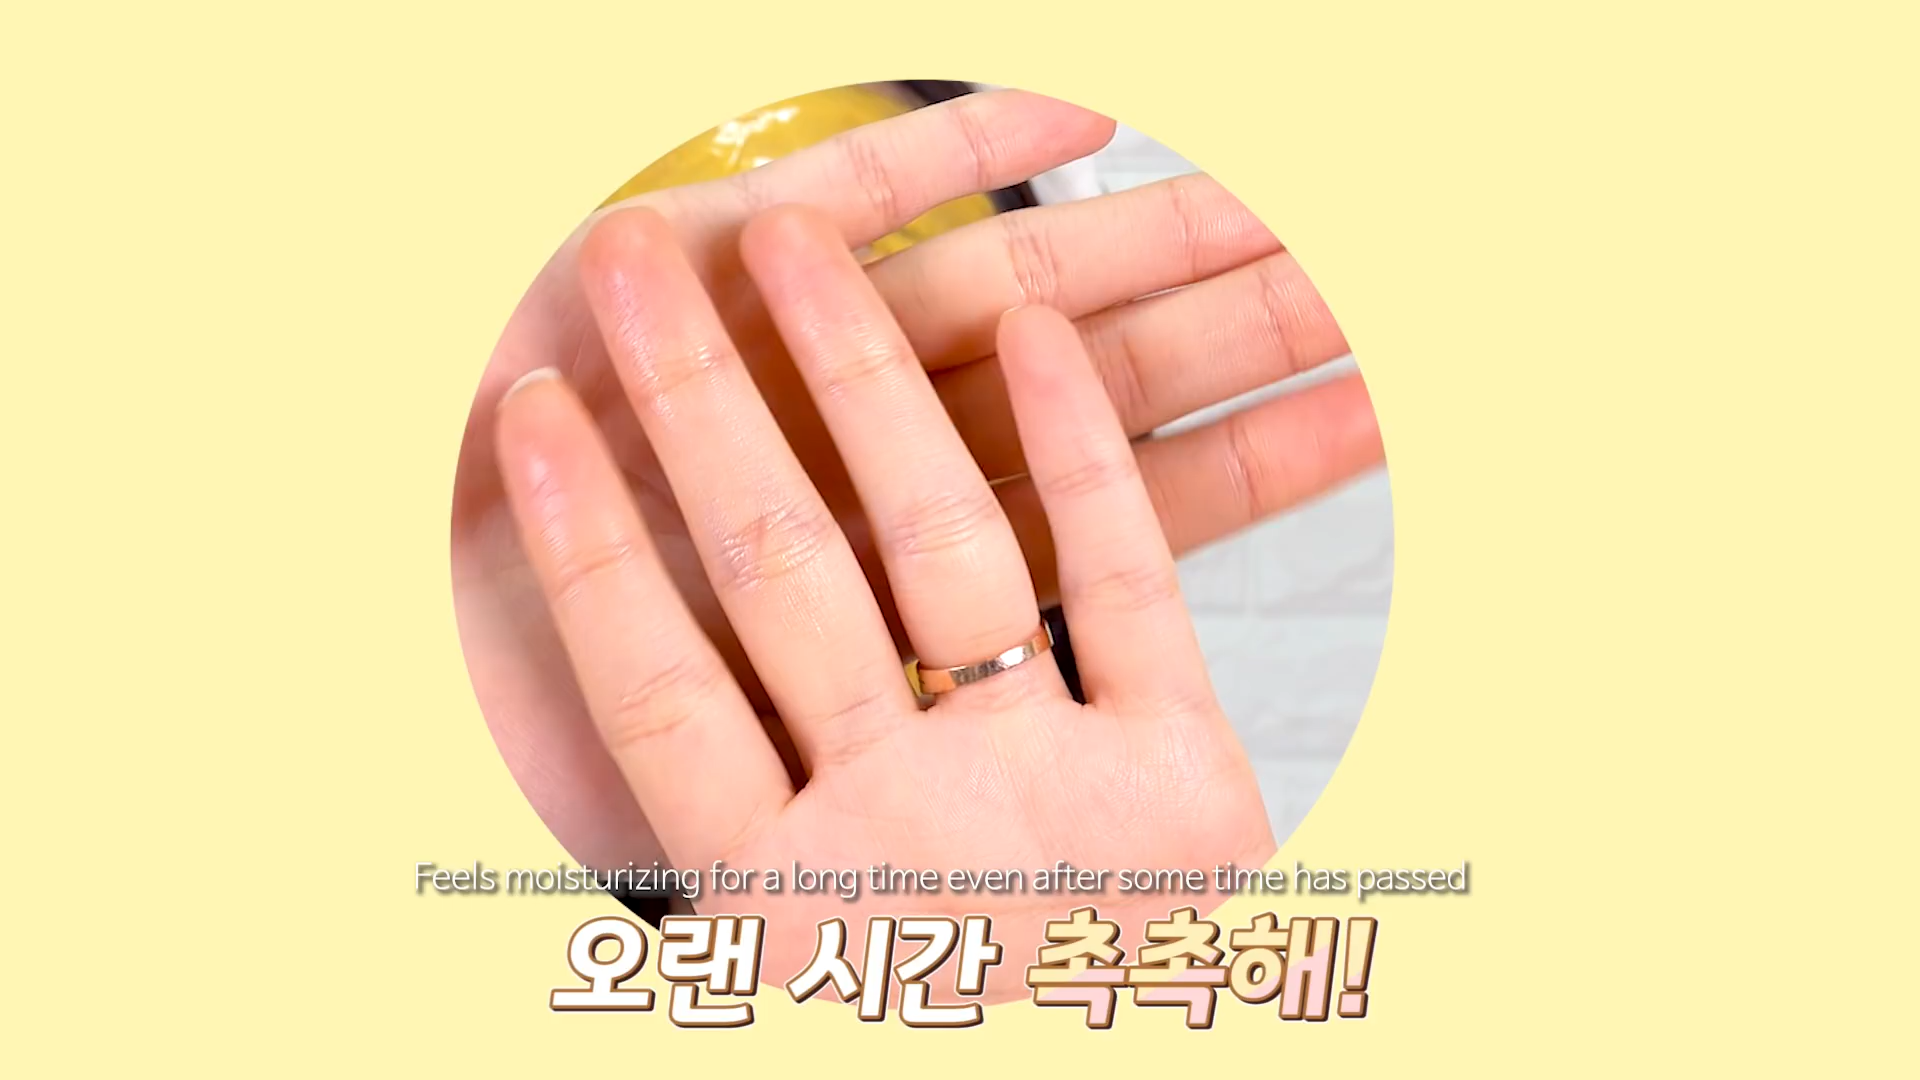 Feels moisturizing for a long time even after some time has passed
오랜 시간 촉촉해!